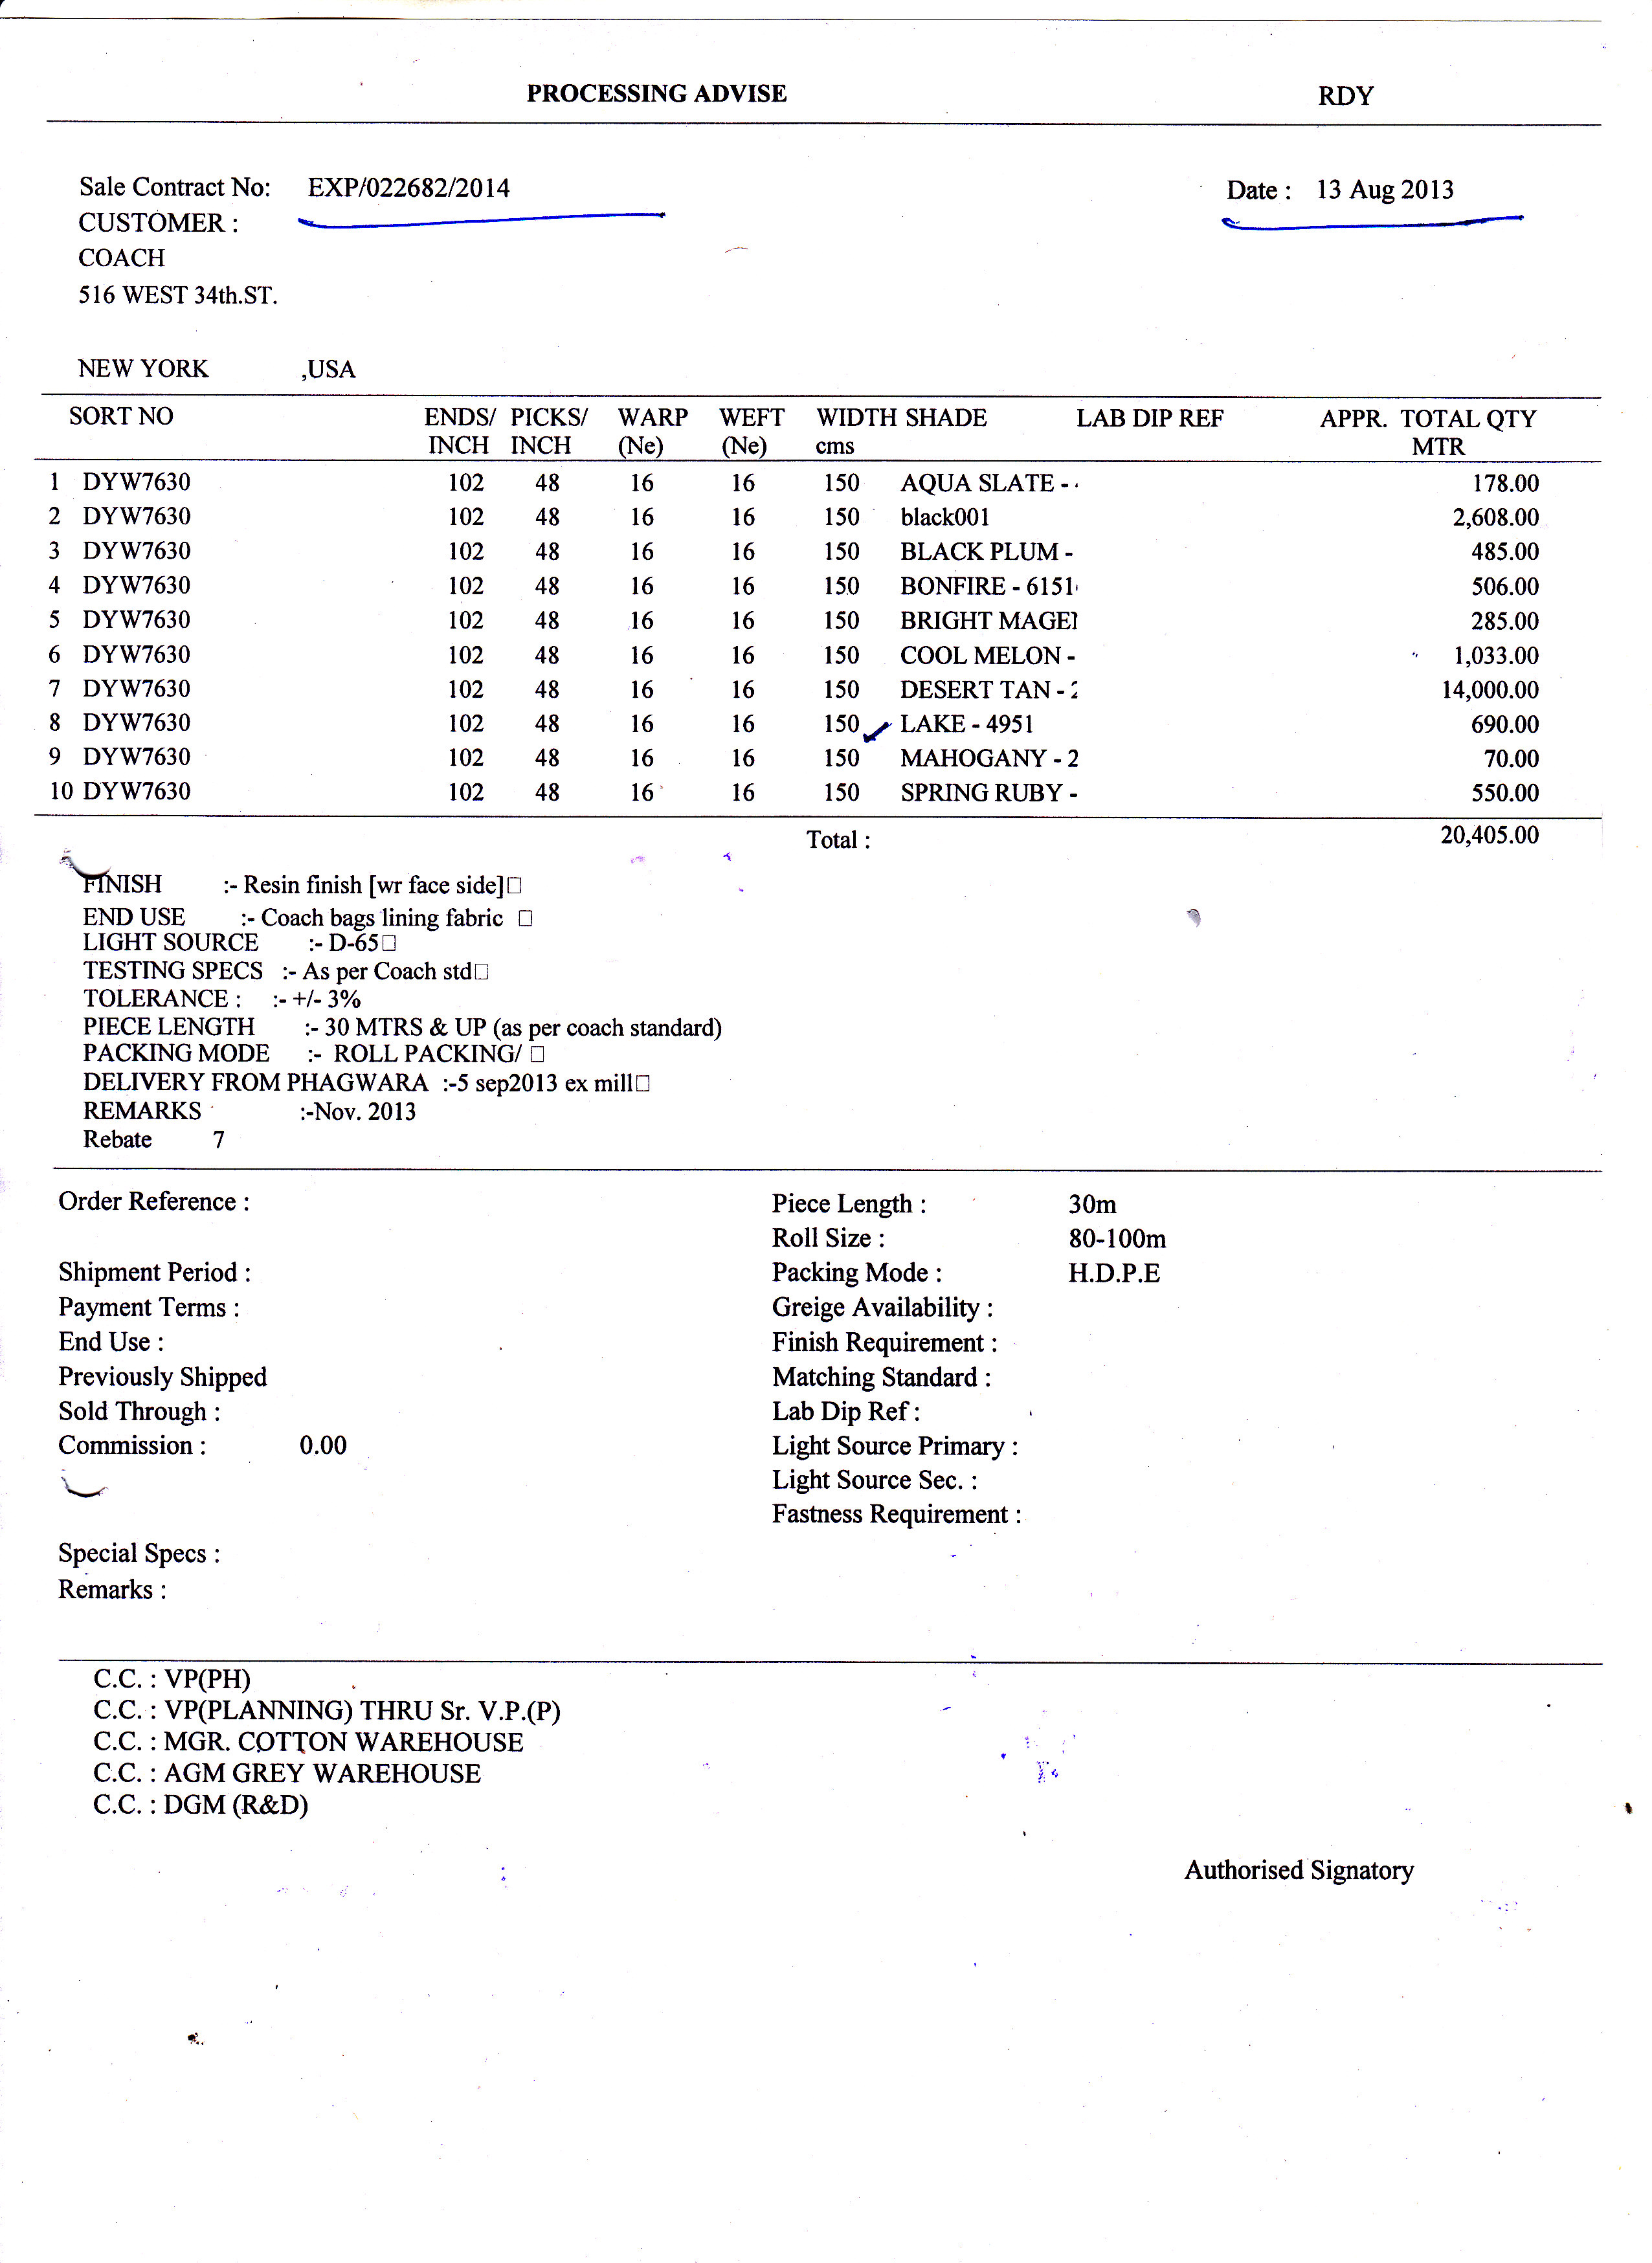 PROCESSING ADVISE RDY
Sale Contract No: EXP/022682/2014 Date : 13 Aug 2013
CUSTOMER :
COACH
516 WEST 34th.ST.
NEW YORK ,USA
SORT NO ENDS/ PICKS/ WARP WEFT WIDTH SHADE LAB DIP REF APPR. TOTAL QTY
INCH INCH (Ne) (Ne) cms MTR
1 DYW7630 102 48 16 16 150 AQUA SLATE - 178.00
2 DYW7630 102 48 16 16 150 black001 2,608.00
3 DYW7630 102 48 16 16 150 BLACK PLUM - 485.00
4 DYW7630 102 48 16 16 150 BONFIRE - 6151 506.00
5 DYW7630 102 48 16 16 150 BRIGHT MAGE 285.00
6 DYW7630 102 48 16 16 150 COOL MELON - 1,033.00
7 DYW7630 102 48 16 16 150 DESERT TAN - 14,000.00
8 DYW7630 102 48 16 16 150 LAKE - 4951 690.00
9 DYW7630 102 48 16 16 150 MAHOGANY - 2 70.00
10 DYW7630 102 48 16 16 150 SPRING RUBY - 550.00
Total : 20,405.00
FINISH :- Resin finish [wr face side]□
END USE :- Coach bags lining fabric □
LIGHT SOURCE :- D-65□
TESTING SPECS :- As per Coach std□
TOLERANCE : :- +/- 3%
PIECE LENGTH :- 30 MTRS & UP (as per coach standard)
PACKING MODE :- ROLL PACKING/ □
DELIVERY FROM PHAGWARA :-5 sep2013 ex mill□
REMARKS :-Nov. 2013
Rebate 7
Order Reference : Piece Length : 30m
Roll Size : 80-100m
Shipment Period : Packing Mode : H.D.P.E
Payment Terms : Greige Availability :
End Use : Finish Requirement :
Previously Shipped Matching Standard :
Sold Through : Lab Dip Ref :
Commission : 0.00 Light Source Primary :
Light Source Sec. :
Fastness Requirement :
Special Specs :
Remarks :
C.C. : VP(PH)
C.C. : VP(PLANNING) THRU Sr. V.P.(P)
C.C. : MGR. COTTON WAREHOUSE
C.C. : AGM GREY WAREHOUSE
C.C. : DGM (R&D)
Authorised Signatory